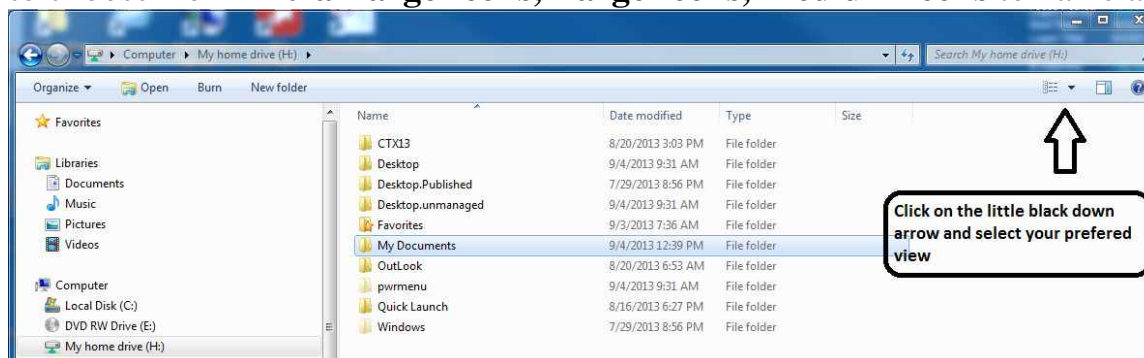 Computer ▸ My home drive (H:) ▸
Search My home drive (H:)
Organize ▾ Open Burn New folder
Favorites
Libraries
Documents
Music
Pictures
Videos
Computer
Local Disk (C:)
DVD RW Drive (E:)
My home drive (H:)
Name Date modified Type Size
CTX13 8/20/2013 3:03 PM File folder
Desktop 9/4/2013 9:31 AM File folder
Desktop.Published 7/29/2013 8:56 PM File folder
Desktop.unmanaged 9/4/2013 9:31 AM File folder
Favorites 9/3/2013 7:36 AM File folder
My Documents 9/4/2013 12:39 PM File folder
OutLook 8/20/2013 6:53 AM File folder
pwrmenu 9/4/2013 9:31 AM File folder
Quick Launch 8/16/2013 6:27 PM File folder
Windows 7/29/2013 8:56 PM File folder
Click on the little black down
arrow and select your prefered
view